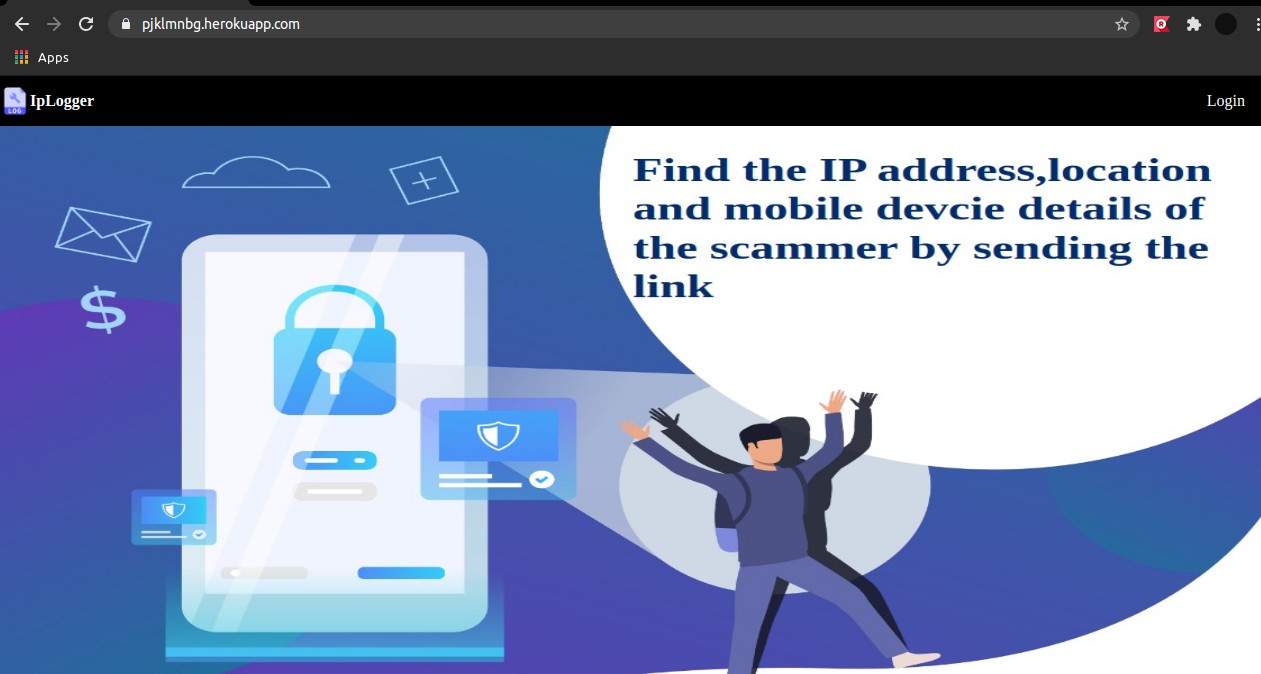 pjklmnbg.herokuapp.com
Apps
LOG
IpLogger
Login
Find the IP address,location
and mobile devcie details of
the scammer by sending the
link
$